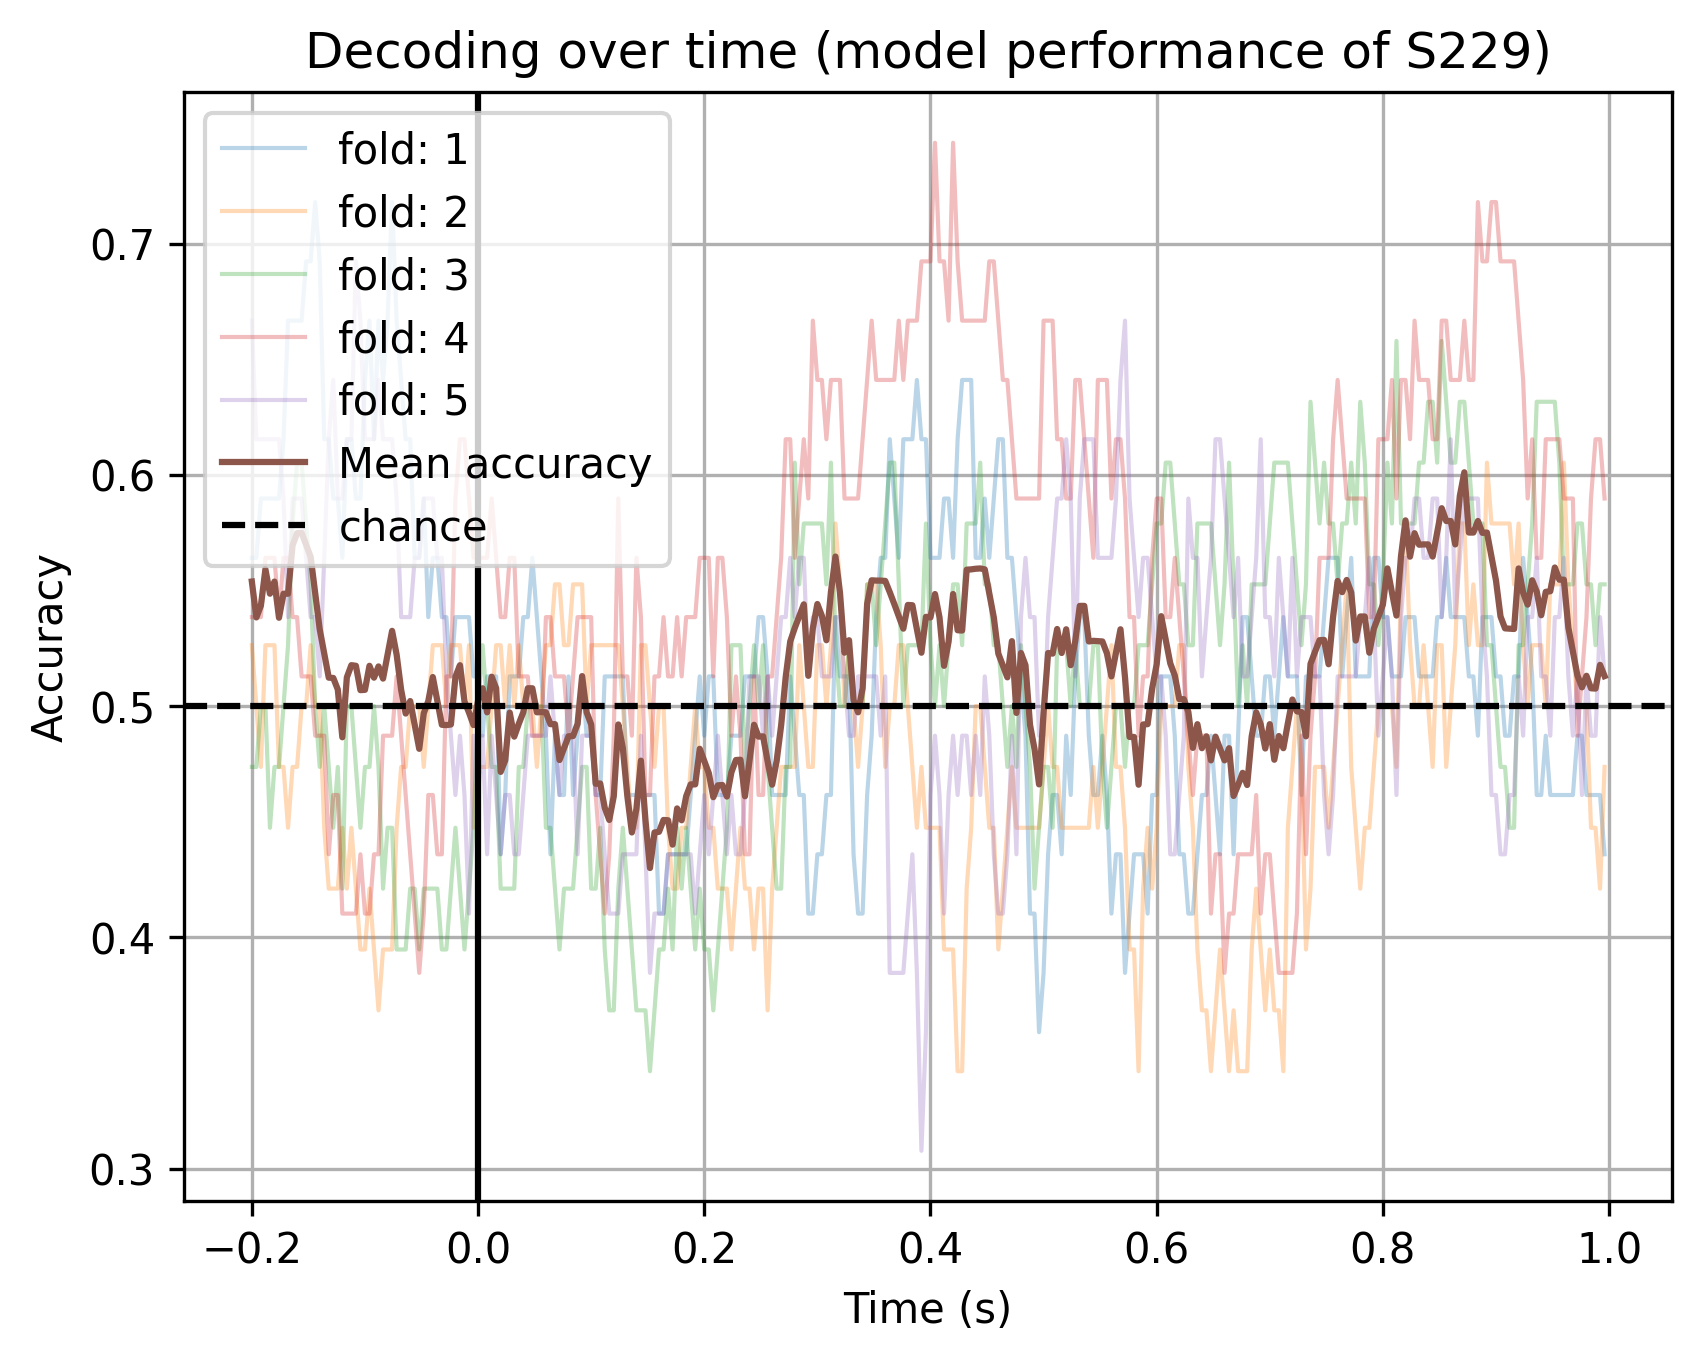 Decoding over time (model performance of S229)
fold: 1
fold: 2
fold: 3
fold: 4
fold: 5
Mean accuracy
chance
Accuracy
0.7
0.6
0.5
0.4
0.3
−0.2 0.0 0.2 0.4 0.6 0.8 1.0
Time (s)